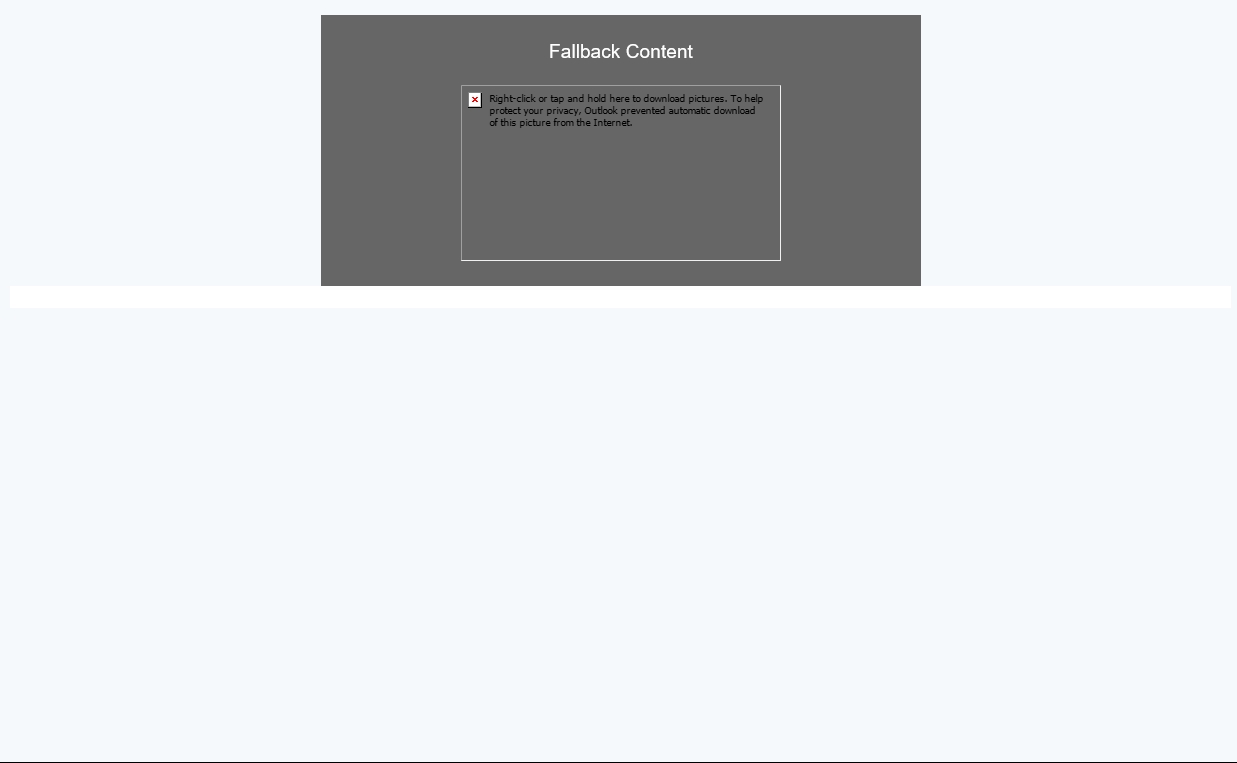 Fallback Content
Right-click or tap and hold here to download pictures. To help
protect your privacy, Outlook prevented automatic download
of this picture from the Internet.